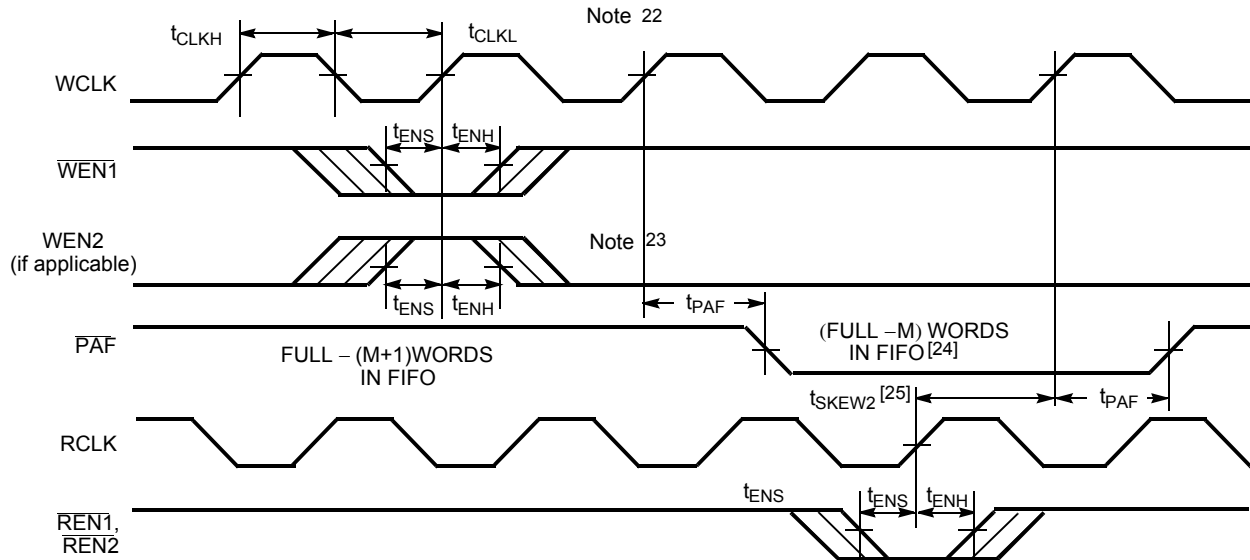 Note 22
tCLKH
tCLKL
WCLK
tENS
tENH
WEN1
WEN2
(if applicable)
Note 23
tENS
tENH
tPAF
PAF
FULL – (M+1)WORDS
IN FIFO
(FULL –M) WORDS
IN FIFO[24]
tSKEW2 [25]
tPAF
RCLK
tENS
tENS
tENH
REN1,
REN2